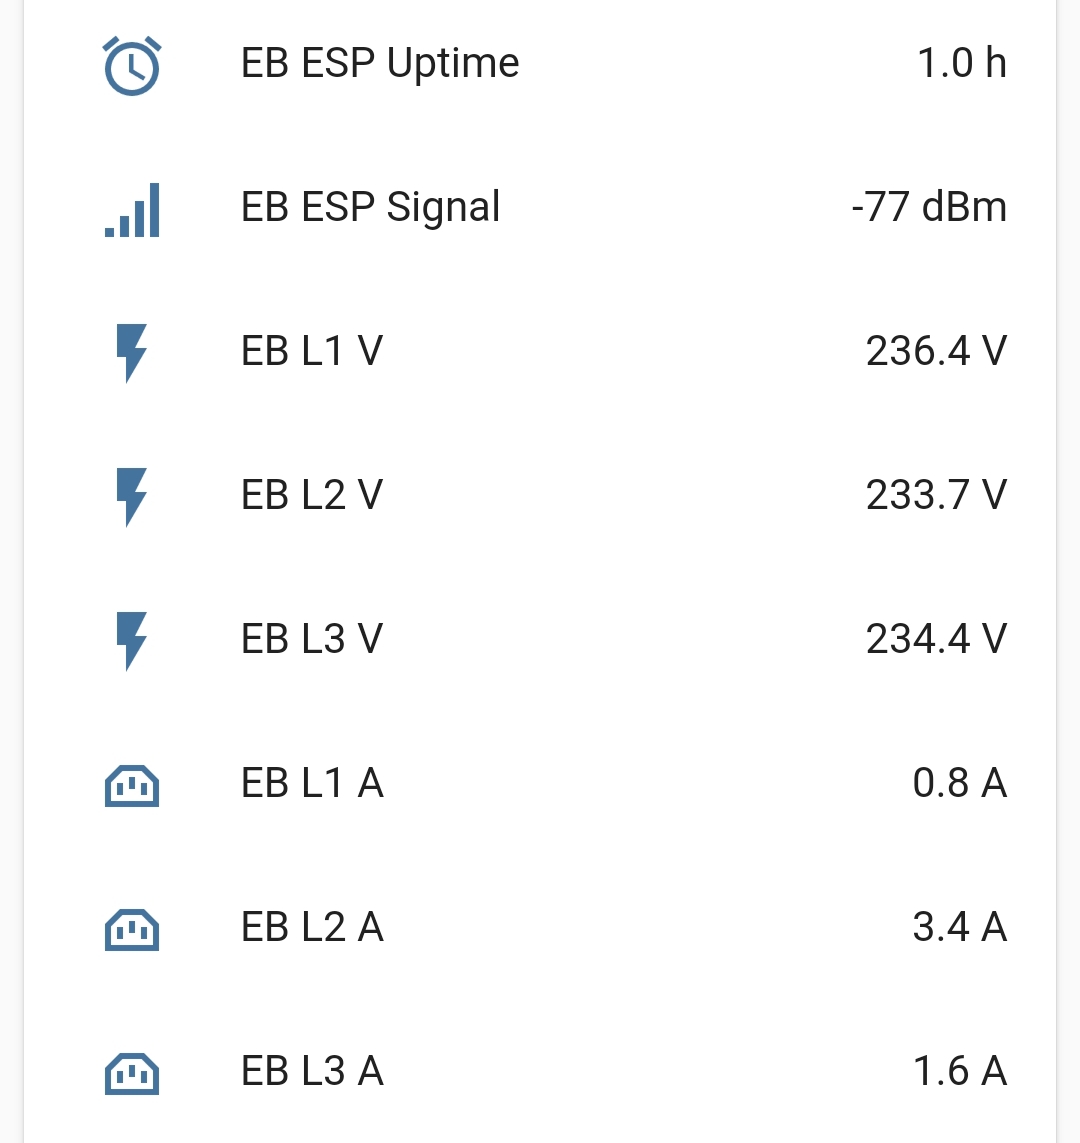 EB ESP Uptime 1.0 h
EB ESP Signal -77 dBm
EB L1 V 236.4 V
EB L2 V 233.7 V
EB L3 V 234.4 V
EB L1 A 0.8 A
EB L2 A 3.4 A
EB L3 A 1.6 A